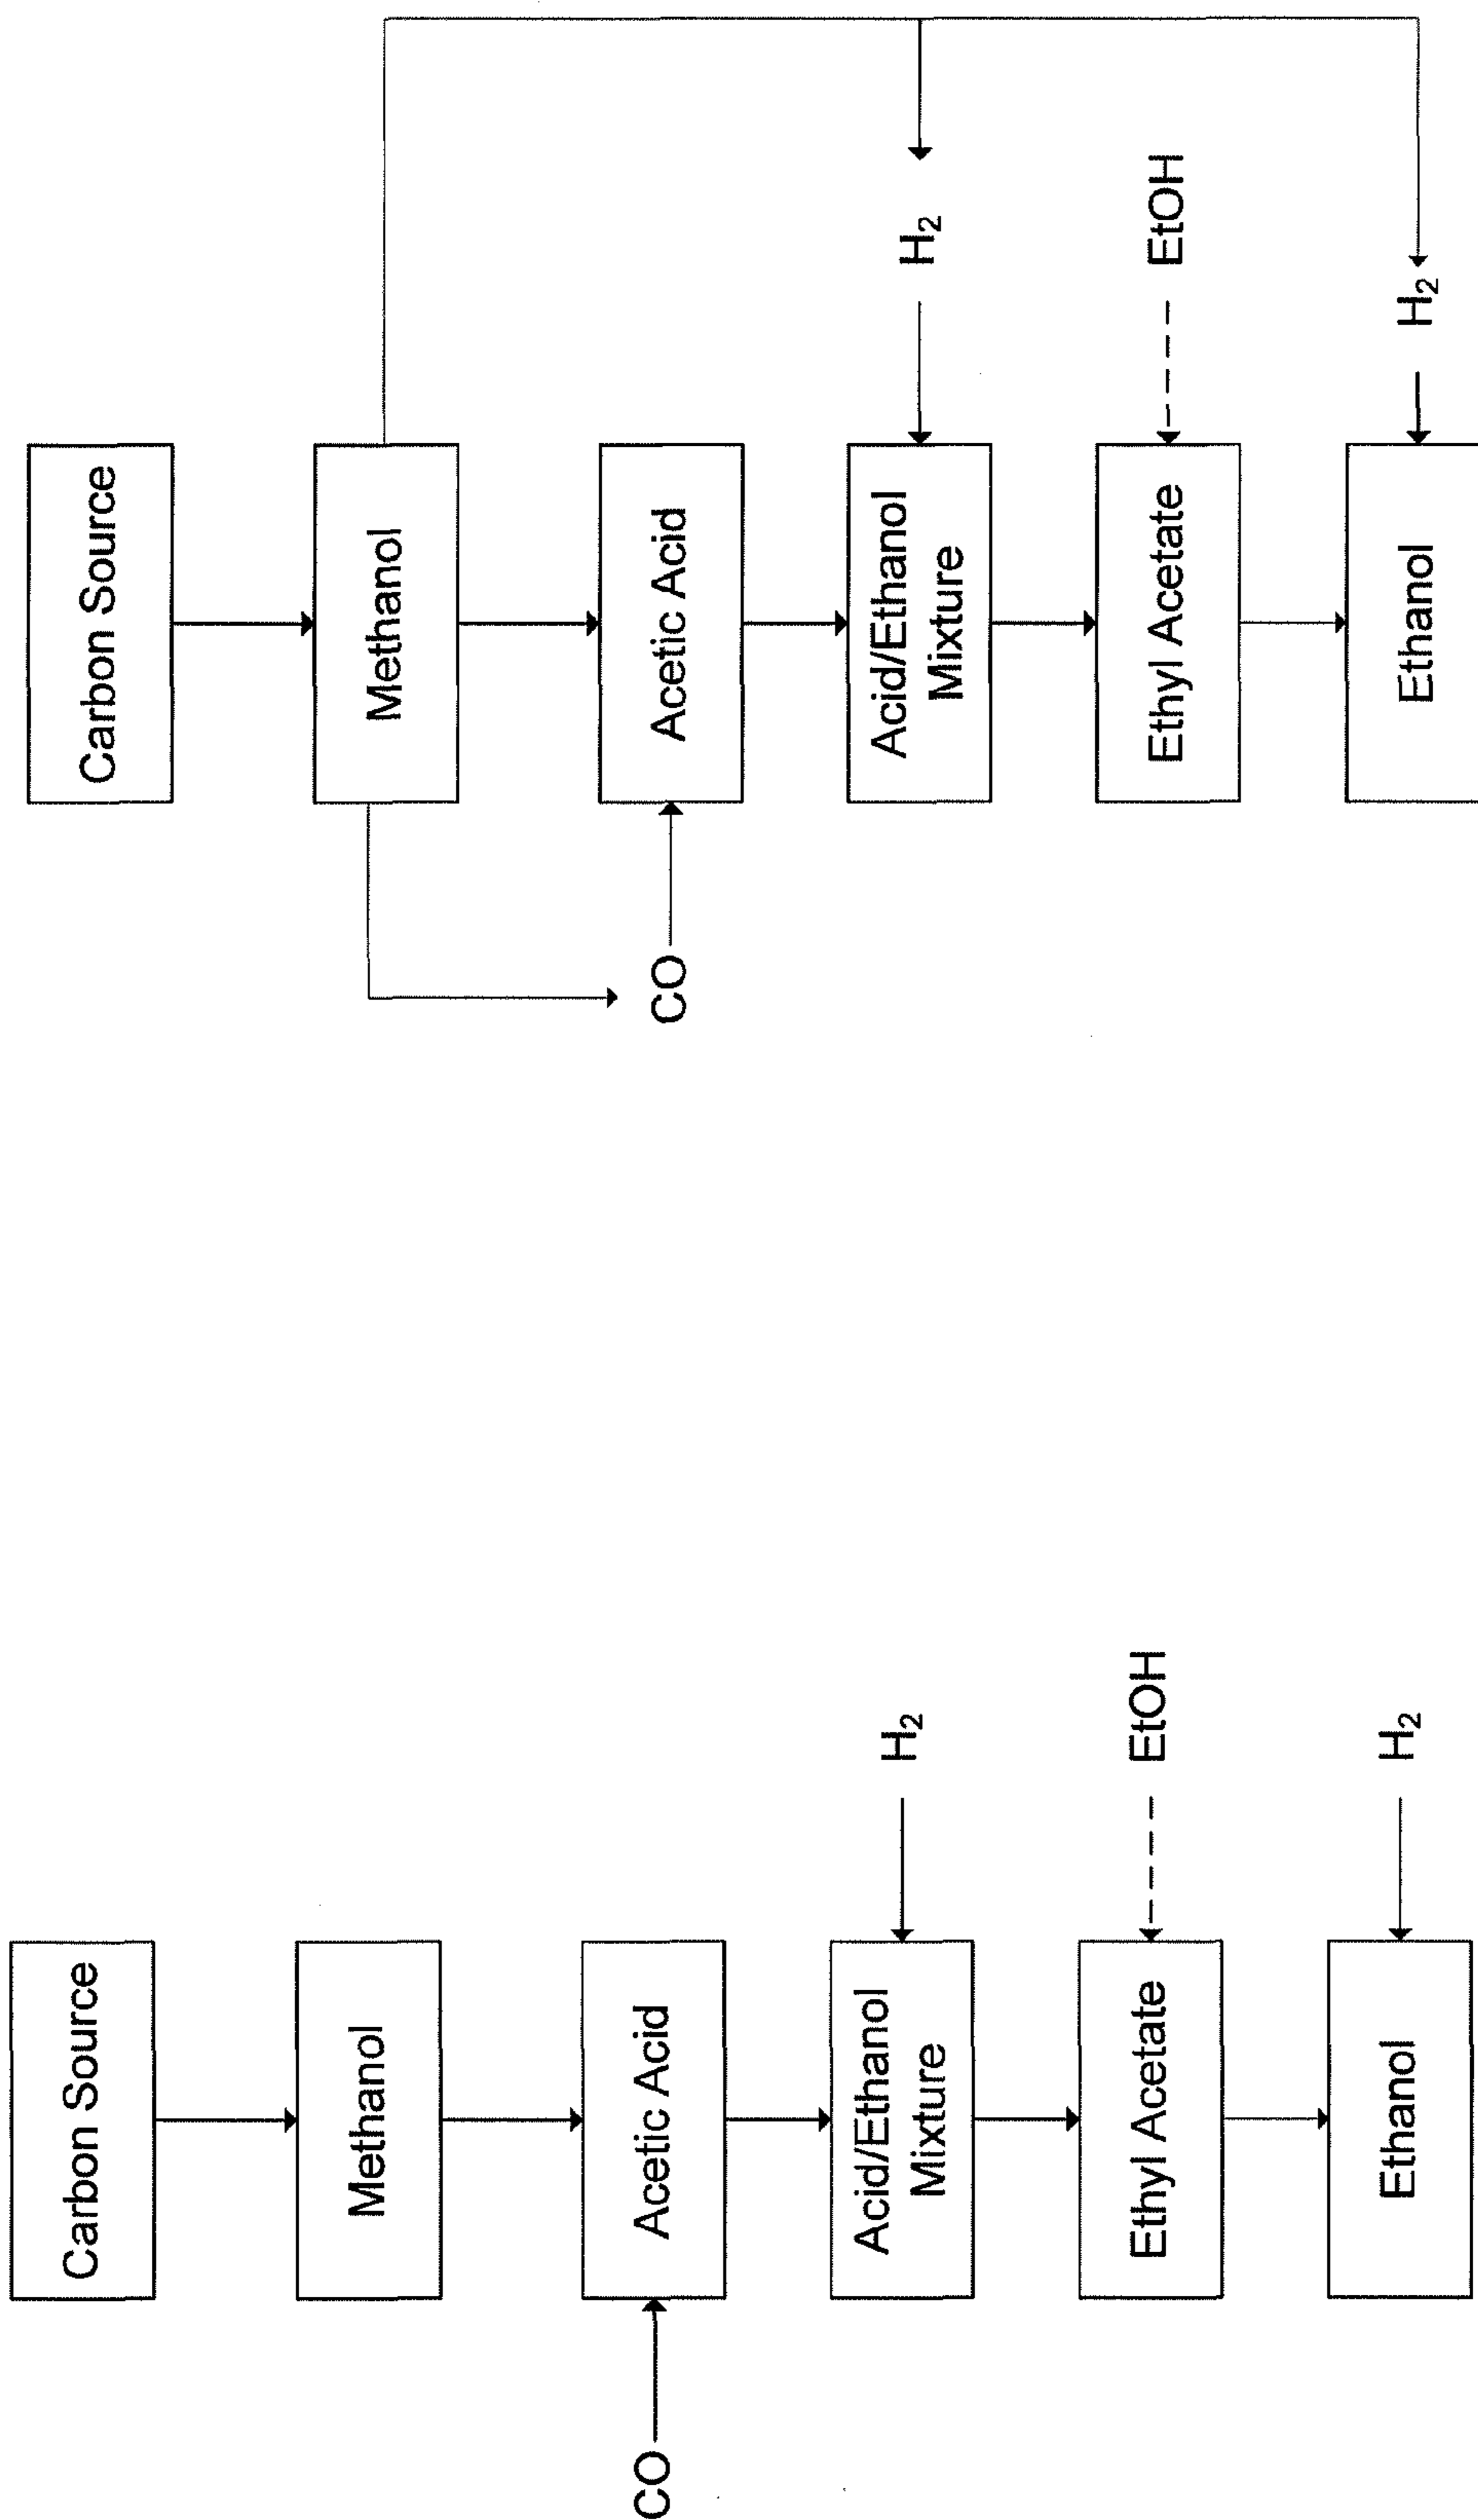 Carbon Source
Methanol
CO
Acetic Acid
Acid/Ethanol
Mixture
H₂
Ethyl Acetate
EtOH
Ethanol
H₂
Carbon Source
Methanol
CO
Acetic Acid
Acid/Ethanol
Mixture
H₂
Ethyl Acetate
EtOH
Ethanol
H₂